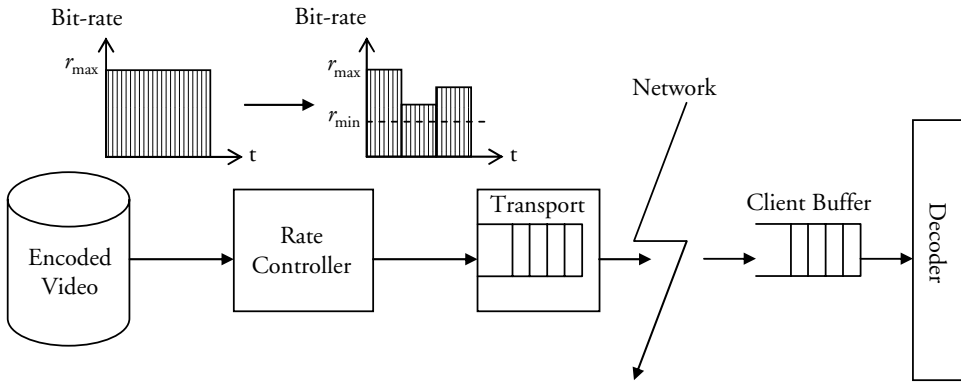 Bit-rate
r_max
t
Bit-rate
r_max
r_min
t
Network
Encoded
Video
Rate
Controller
Transport
Client Buffer
Decoder